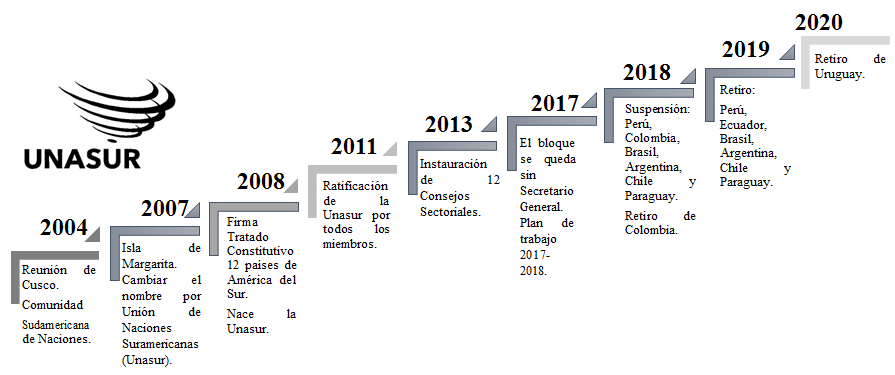 UNASUR
2004
Reunión de
Cusco.
Comunidad
Sudamericana
de Naciones.
2007
Isla de
Margarita.
Cambiar el
nombre por
Unión de
Naciones
Suramericanas
(Unasur).
2008
Firma
Tratado
Constitutivo
12 países de
América del
Sur.
Nace la
Unasur.
2011
Ratificación
de la
Unasur por
todos los
miembros.
2013
Instauración
de 12
Consejos
Sectoriales.
2017
El bloque
se queda
sin
Secretario
General.
Plan de
trabajo
2017-
2018.
2018
Suspensión:
Perú,
Colombia,
Brasil,
Argentina,
Chile y
Paraguay.
Retiro de
Colombia.
2019
Retiro:
Perú,
Ecuador,
Brasil,
Argentina,
Chile y
Paraguay.
2020
Retiro de
Uruguay.